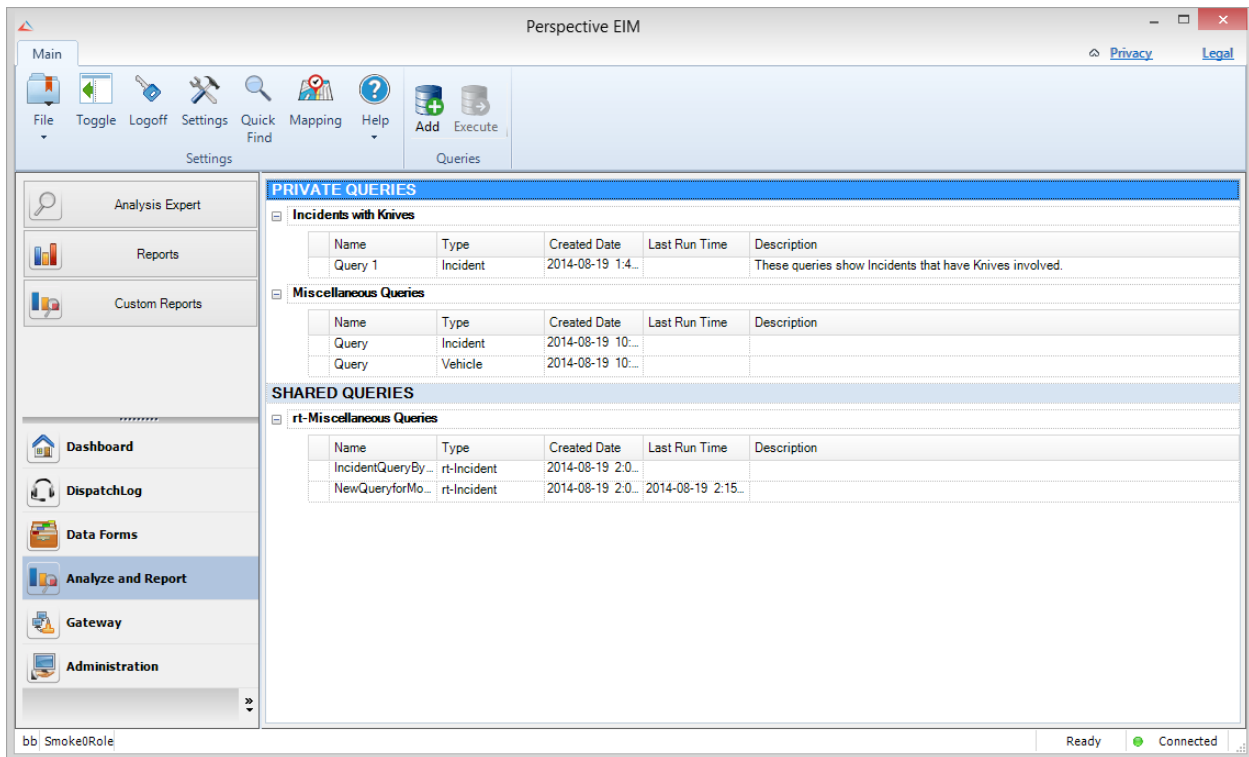 Perspective EIM
Main
Privacy Legal
File Toggle Logoff Settings Quick Find Mapping Help Add Execute
Settings Queries
Analysis Expert
Reports
Custom Reports
Dashboard
DispatchLog
Data Forms
Analyze and Report
Gateway
Administration
PRIVATE QUERIES
Incidents with Knives
Name Type Created Date Last Run Time Description
Query 1 Incident 2014-08-19 1:4... These queries show Incidents that have Knives involved.
Miscellaneous Queries
Name Type Created Date Last Run Time Description
Query Incident 2014-08-19 10:...
Query Vehicle 2014-08-19 10:...
SHARED QUERIES
rt-Miscellaneous Queries
Name Type Created Date Last Run Time Description
IncidentQueryBy... rt-Incident 2014-08-19 2:0...
NewQueryforMo... rt-Incident 2014-08-19 2:0... 2014-08-19 2:15...
bb Smoke0Role Ready Connected